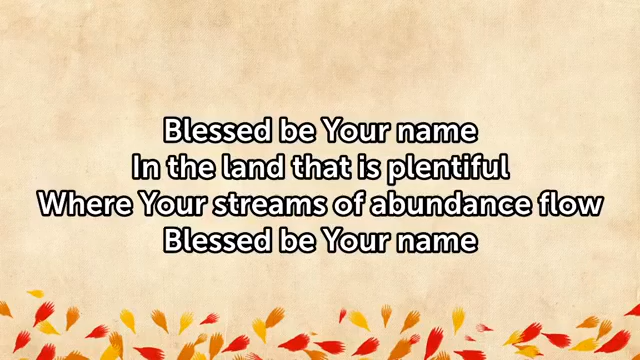 Blessed be Your name
In the land that is plentiful
Where Your streams of abundance flow
Blessed be Your name